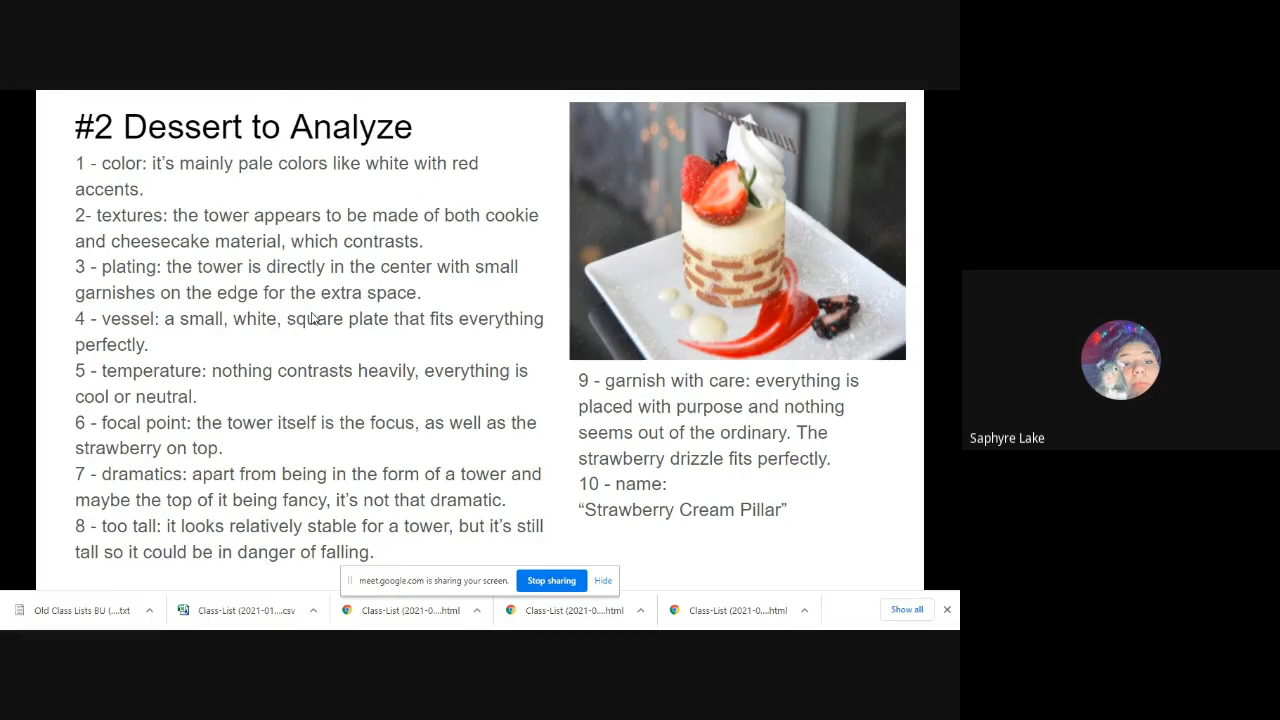 #2 Dessert to Analyze
1 - color: it’s mainly pale colors like white with red
accents.
2- textures: the tower appears to be made of both cookie
and cheesecake material, which contrasts.
3 - plating: the tower is directly in the center with small
garnishes on the edge for the extra space.
4 - vessel: a small, white, square plate that fits everything
perfectly.
5 - temperature: nothing contrasts heavily, everything is
cool or neutral.
6 - focal point: the tower itself is the focus, as well as the
strawberry on top.
7 - dramatics: apart from being in the form of a tower and
maybe the top of it being fancy, it’s not that dramatic.
8 - too tall: it looks relatively stable for a tower, but it’s still
tall so it could be in danger of falling.
9 - garnish with care: everything is
placed with purpose and nothing
seems out of the ordinary. The
strawberry drizzle fits perfectly.
10 - name:
“Strawberry Cream Pillar”
Saphyre Lake
meet.google.com is sharing your screen. Stop sharing Hide
Old Class Lists BU (....txt Class-List (2021-01....csv Class-List (2021-0....html Class-List (2021-0....html Class-List (2021-0....html Show all